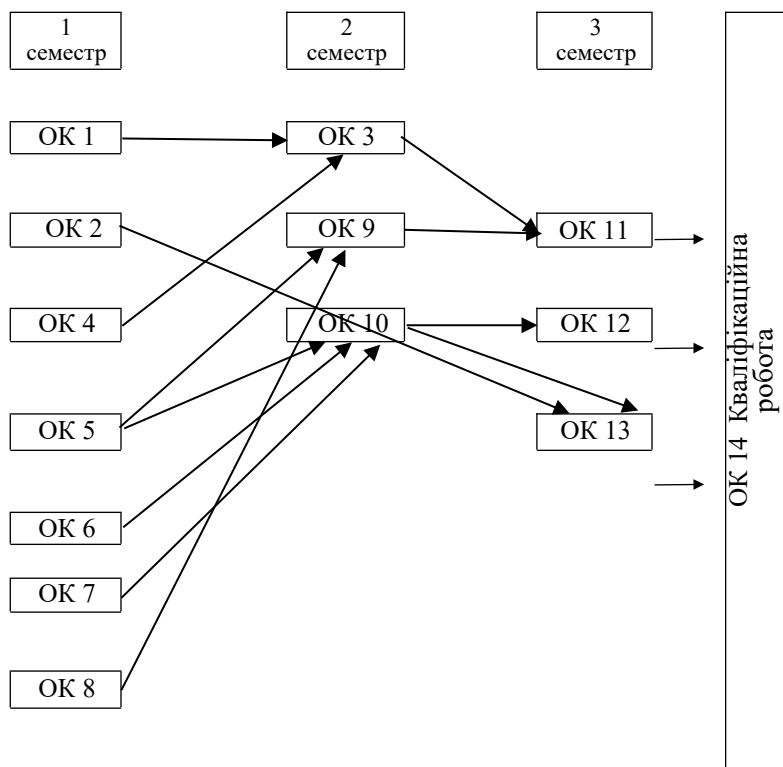 1
семестр
2
семестр
3
семестр
ОК 1
ОК 3
ОК 2
ОК 9
ОК 11
ОК 4
ОК 10
ОК 12
ОК 5
ОК 13
ОК 6
ОК 7
ОК 8
ОК 14 Кваліфікаційна
робота